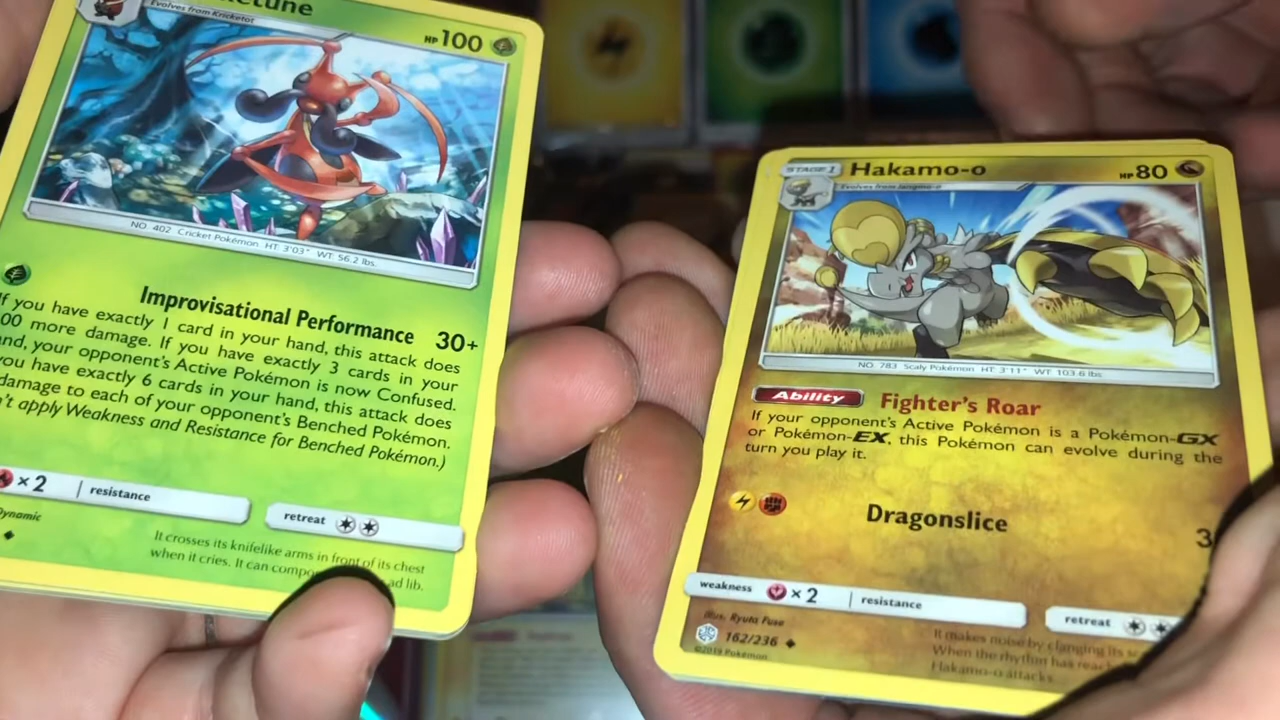 Evolves from Kricketot
HP 100
NO. 402 Cricket Pokémon HT: 3'03" WT: 56.2 lbs.
Improvisational Performance 30+
If you have exactly 1 card in your hand, this attack does
00 more damage. If you have exactly 3 cards in your
nd, your opponent's Active Pokémon is now Confused.
you have exactly 6 cards in your hand, this attack does
damage to each of your opponent's Benched Pokémon.
n't apply Weakness and Resistance for Benched Pokémon.)
×2 resistance
retreat
Dynamic
It crosses its knifelike arms in front of its chest
when it cries. It can compo ad lib.
STAGE 1 Hakamo-o HP 80
Evolves from Jangmo-o
NO. 783 Scaly Pokémon HT: 3'11" WT: 103.6 lbs
Ability Fighter's Roar
If your opponent's Active Pokémon is a Pokémon-GX
or Pokémon-EX, this Pokémon can evolve during the
turn you play it.
Dragonslice 3
weakness ×2 resistance
retreat
Illus. Ryuta Fuse
162/236
©2019 Pokémon
It makes noise by clanging its sc
When the rhythm has reac
Hakamo-o attacks.